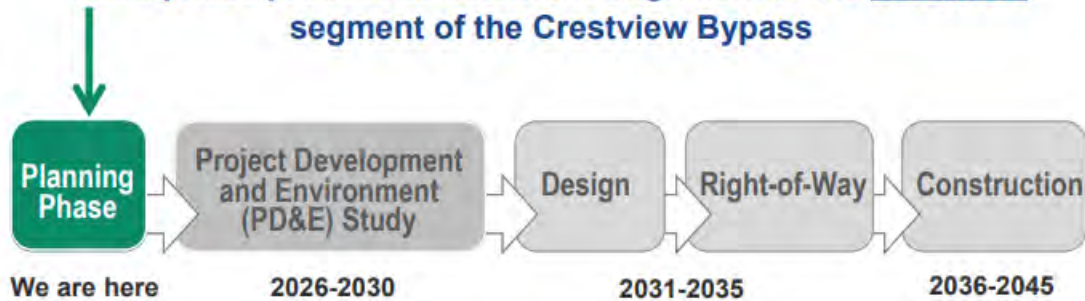 segment of the Crestview Bypass
Planning
Phase
Project Development
and Environment
(PD&E) Study
Design
Right-of-Way
Construction
We are here
2026-2030
2031-2035
2036-2045